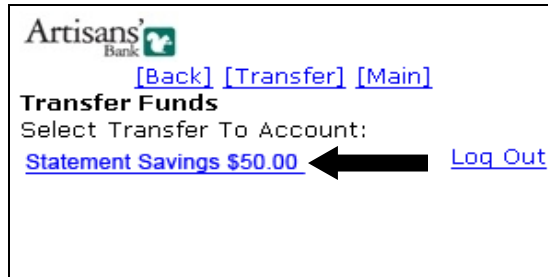 Artisans'
Bank
[Back] [Transfer] [Main]
Transfer Funds
Select Transfer To Account:
Statement Savings $50.00 Log Out